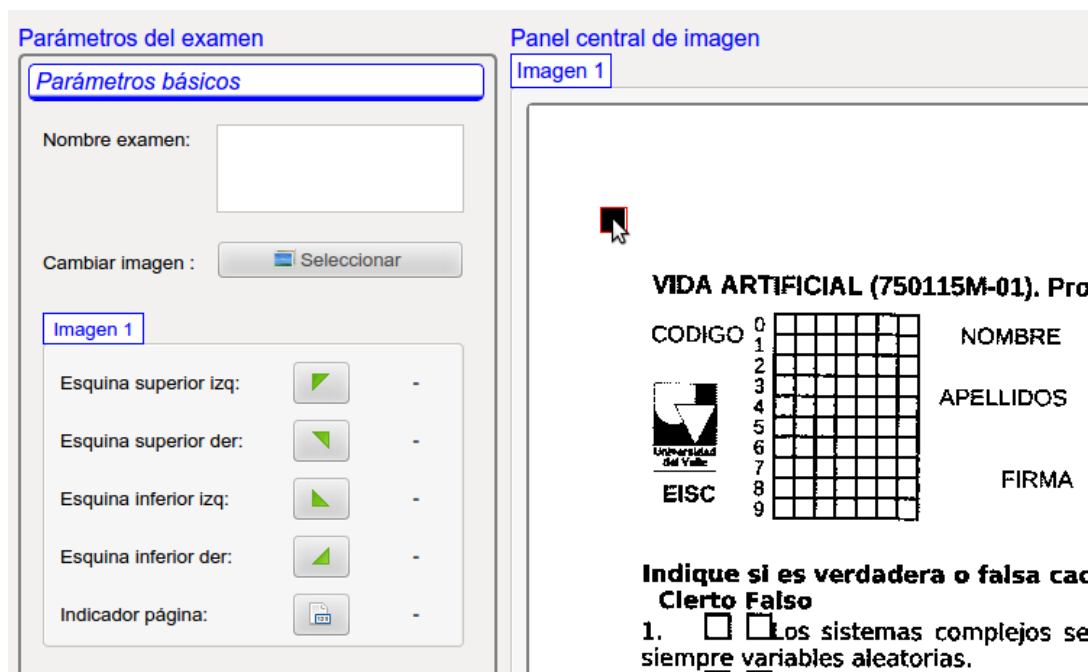 Parámetros del examen
Parámetros básicos
Nombre examen:
Cambiar imagen :
Seleccionar
Imagen 1
Esquina superior izq:
-
Esquina superior der:
-
Esquina inferior izq:
-
Esquina inferior der:
-
Indicador página:
-
Panel central de imagen
Imagen 1
VIDA ARTIFICIAL (750115M-01). Pro
CODIGO
0
1
2
3
4
5
6
7
8
9
NOMBRE
APELLIDOS
FIRMA
Universidad
del Valle
EISC
Indique si es verdadera o falsa cad
Cierto Falso
1. Los sistemas complejos se
siempre variables aleatorias.